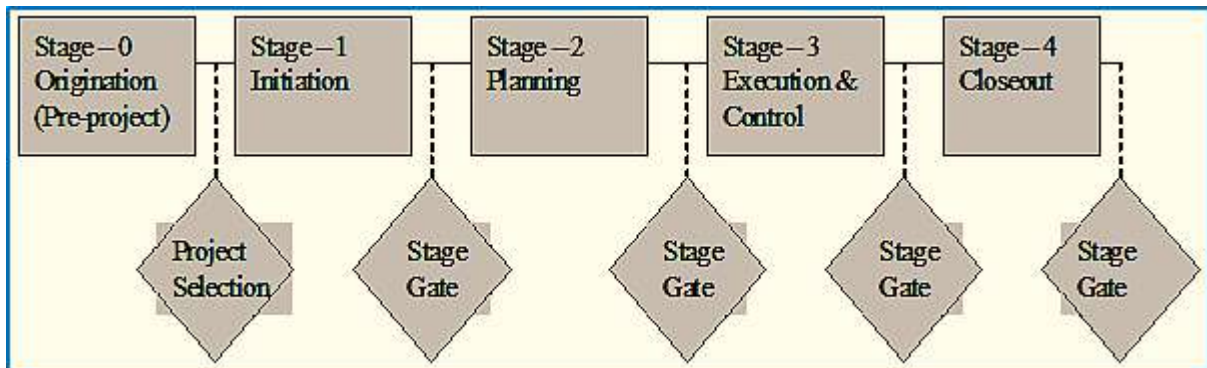 Stage–0
Origination
(Pre-project)
Stage–1
Initiation
Stage–2
Planning
Stage–3
Execution &
Control
Stage–4
Closeout
Project
Selection
Stage
Gate
Stage
Gate
Stage
Gate
Stage
Gate